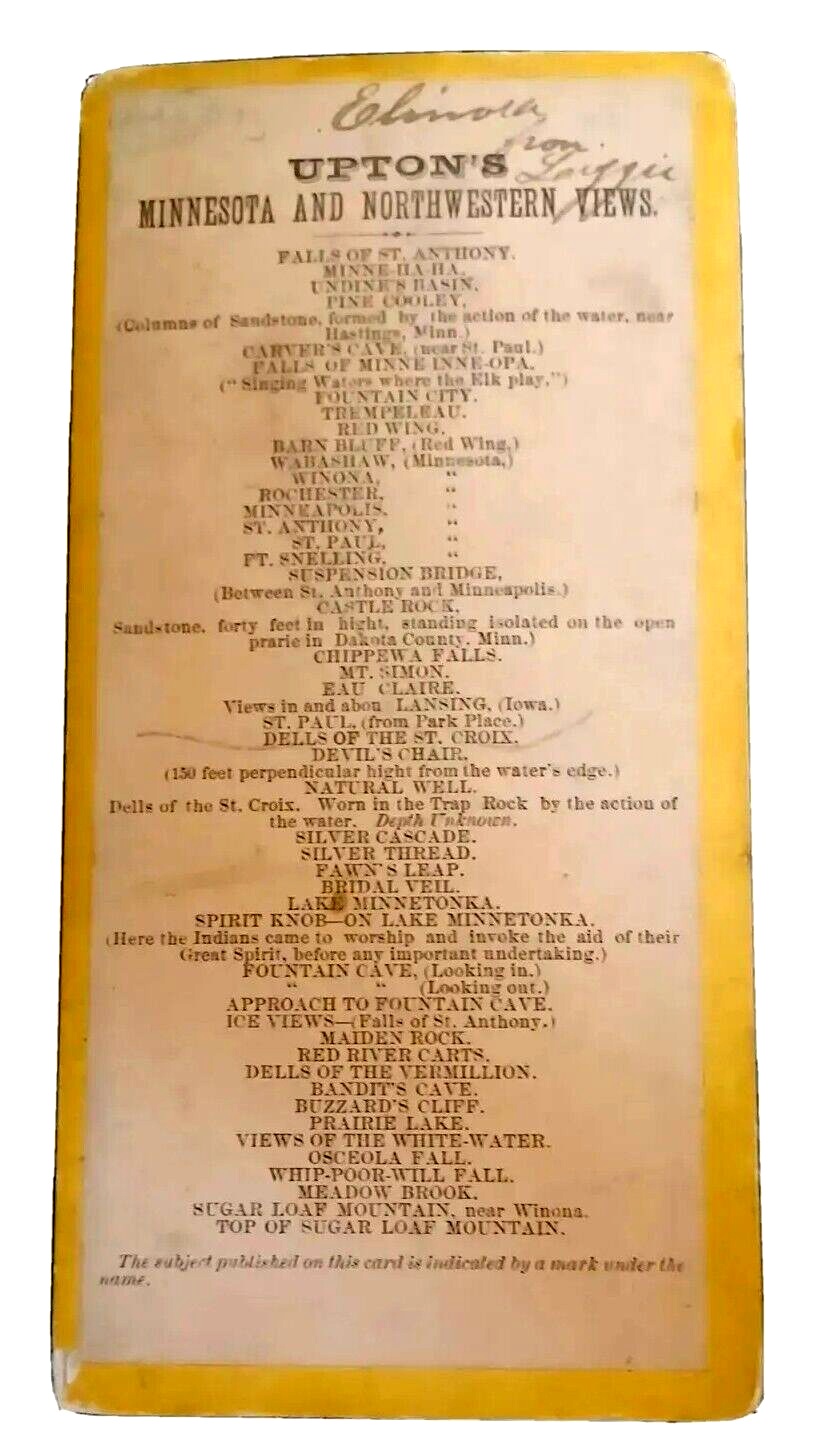 Elinora
from
UPTON'S
MINNESOTA AND NORTHWESTERN VIEWS.
FALLS OF ST. ANTHONY.
MINNE-HA-HA.
UNDINE'S BASIN.
PINE COOLEY,
(Columns of Sandstone, formed by the action of the water, near
Hastings, Minn.)
CARVER'S CAVE, (near St. Paul.)
FALLS OF MINNE INNE-OPA.
("Singing Waters where the Elk play.")
FOUNTAIN CITY.
TREMPELEAU.
RED WING.
BARN BLUFF, (Red Wing.)
WABASHAW, (Minnesota,)
WINONA, "
ROCHESTER, "
MINNEAPOLIS. "
ST. ANTHONY, "
ST. PAUL, "
FT. SNELLING, "
SUSPENSION BRIDGE,
(Between St. Anthony and Minneapolis.)
CASTLE ROCK,
Sandstone, forty feet in hight, standing isolated on the open
prarie in Dakota County. Minn.)
CHIPPEWA FALLS.
MT. SIMON.
EAU CLAIRE.
Views in and abou LANSING, (Iowa.)
ST. PAUL, (from Park Place.)
DELLS OF THE ST. CROIX.
DEVIL'S CHAIR.
(150 feet perpendicular hight from the water's edge.)
NATURAL WELL.
Dells of the St. Croix. Worn in the Trap Rock by the action of
the water. Depth Unknown.
SILVER CASCADE.
SILVER THREAD.
FAWN'S LEAP.
BRIDAL VEIL.
LAKE MINNETONKA.
SPIRIT KNOB—ON LAKE MINNETONKA.
(Here the Indians came to worship and invoke the aid of their
Great Spirit, before any important undertaking.)
FOUNTAIN CAVE, (Looking in.)
" " (Looking out.)
APPROACH TO FOUNTAIN CAVE.
ICE VIEWS—(Falls of St. Anthony.)
MAIDEN ROCK.
RED RIVER CARTS.
DELLS OF THE VERMILLION.
BANDIT'S CAVE.
BUZZARD'S CLIFF.
PRAIRIE LAKE.
VIEWS OF THE WHITE-WATER.
OSCEOLA FALL.
WHIP-POOR-WILL FALL.
MEADOW BROOK.
SUGAR LOAF MOUNTAIN, near Winona.
TOP OF SUGAR LOAF MOUNTAIN.
The subject published on this card is indicated by a mark under the
name.